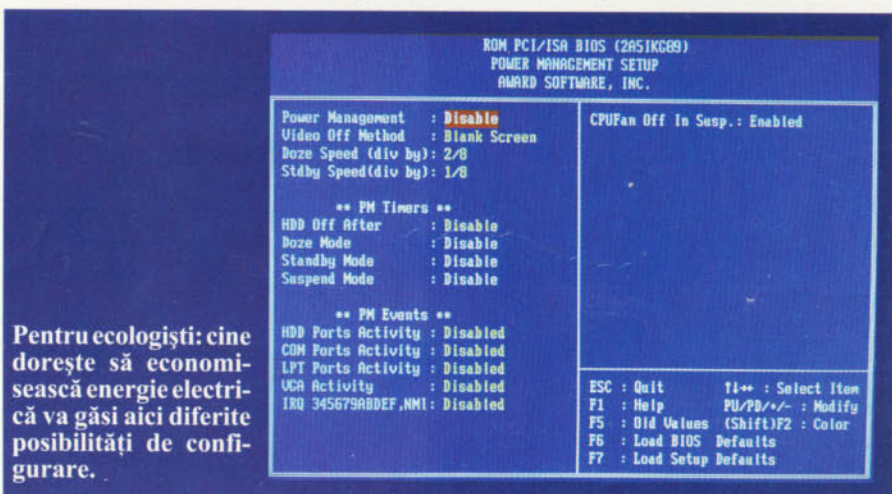 ROM PCI/ISA BIOS (2A5IKG09)
POWER MANAGEMENT SETUP
AWARD SOFTWARE, INC.
Power Management : Disable
Video Off Method : Blank Screen
Doze Speed (div by): 2/8
Stdby Speed(div by): 1/8
** PM Timers **
HDD Off After : Disable
Doze Mode : Disable
Standby Mode : Disable
Suspend Mode : Disable
** PM Events **
HDD Ports Activity : Disabled
COM Ports Activity : Disabled
LPT Ports Activity : Disabled
VGA Activity : Disabled
IRQ 345679ABDEF,NMI: Disabled
CPUFan Off In Susp.: Enabled
ESC : Quit ↑↓→← : Select Item
F1 : Help PU/PD/+/- : Modify
F5 : Old Values (Shift)F2 : Color
F6 : Load BIOS Defaults
F7 : Load Setup Defaults
Pentru ecologiști: cine
dorește să economi-
sească energie electri-
că va găsi aici diferite
posibilități de confi-
gurare.